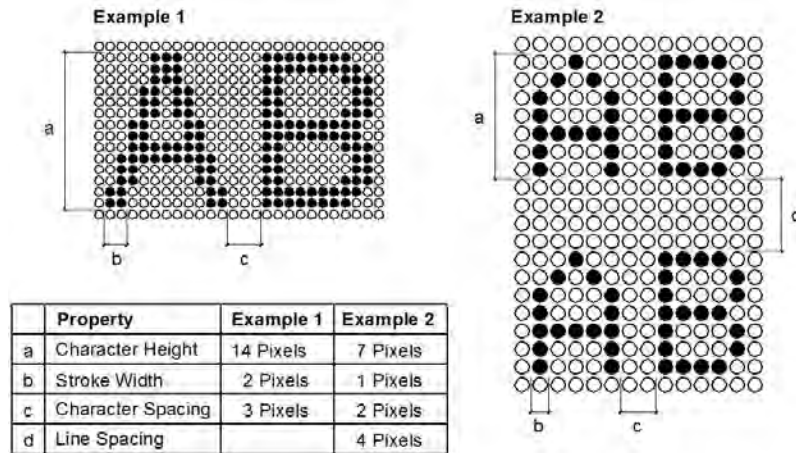 Example 1
Example 2
a
b
c
a
d
b
c
Property Example 1 Example 2
a Character Height 14 Pixels 7 Pixels
b Stroke Width 2 Pixels 1 Pixels
c Character Spacing 3 Pixels 2 Pixels
d Line Spacing 4 Pixels